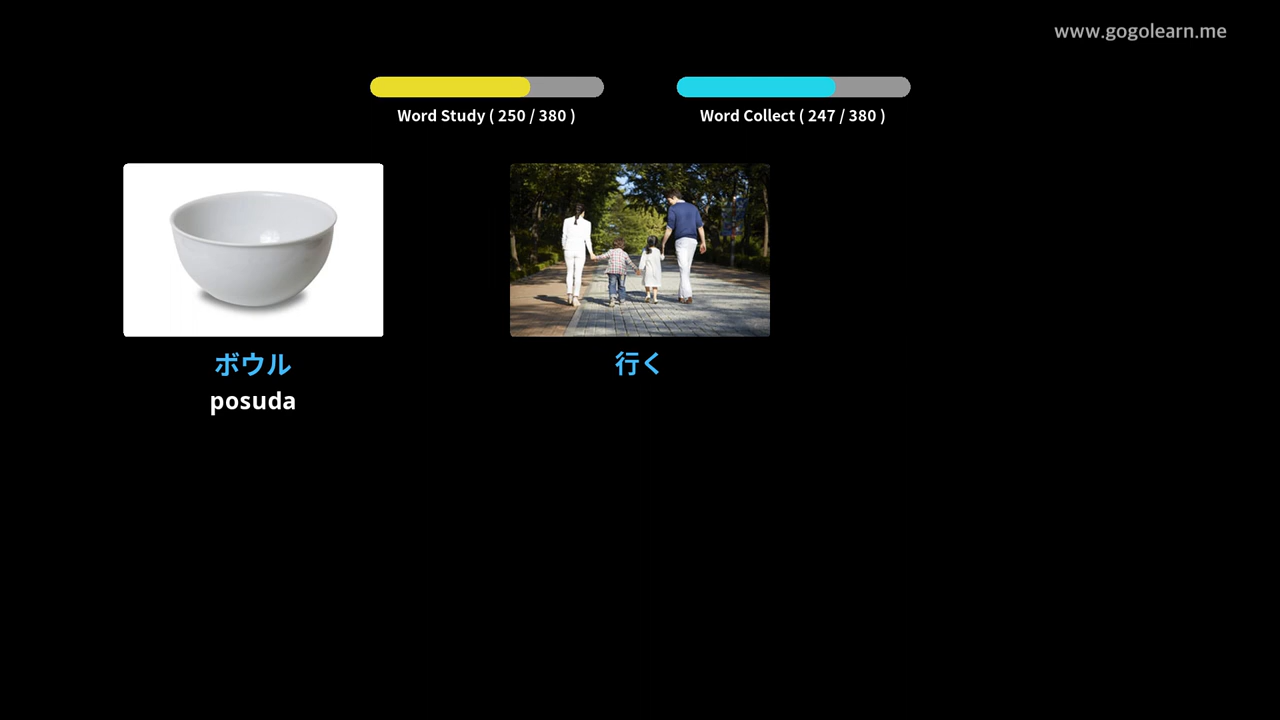 www.gogolearn.me
Word Study ( 250 / 380 )
Word Collect ( 247 / 380 )
ボウル
posuda
行く